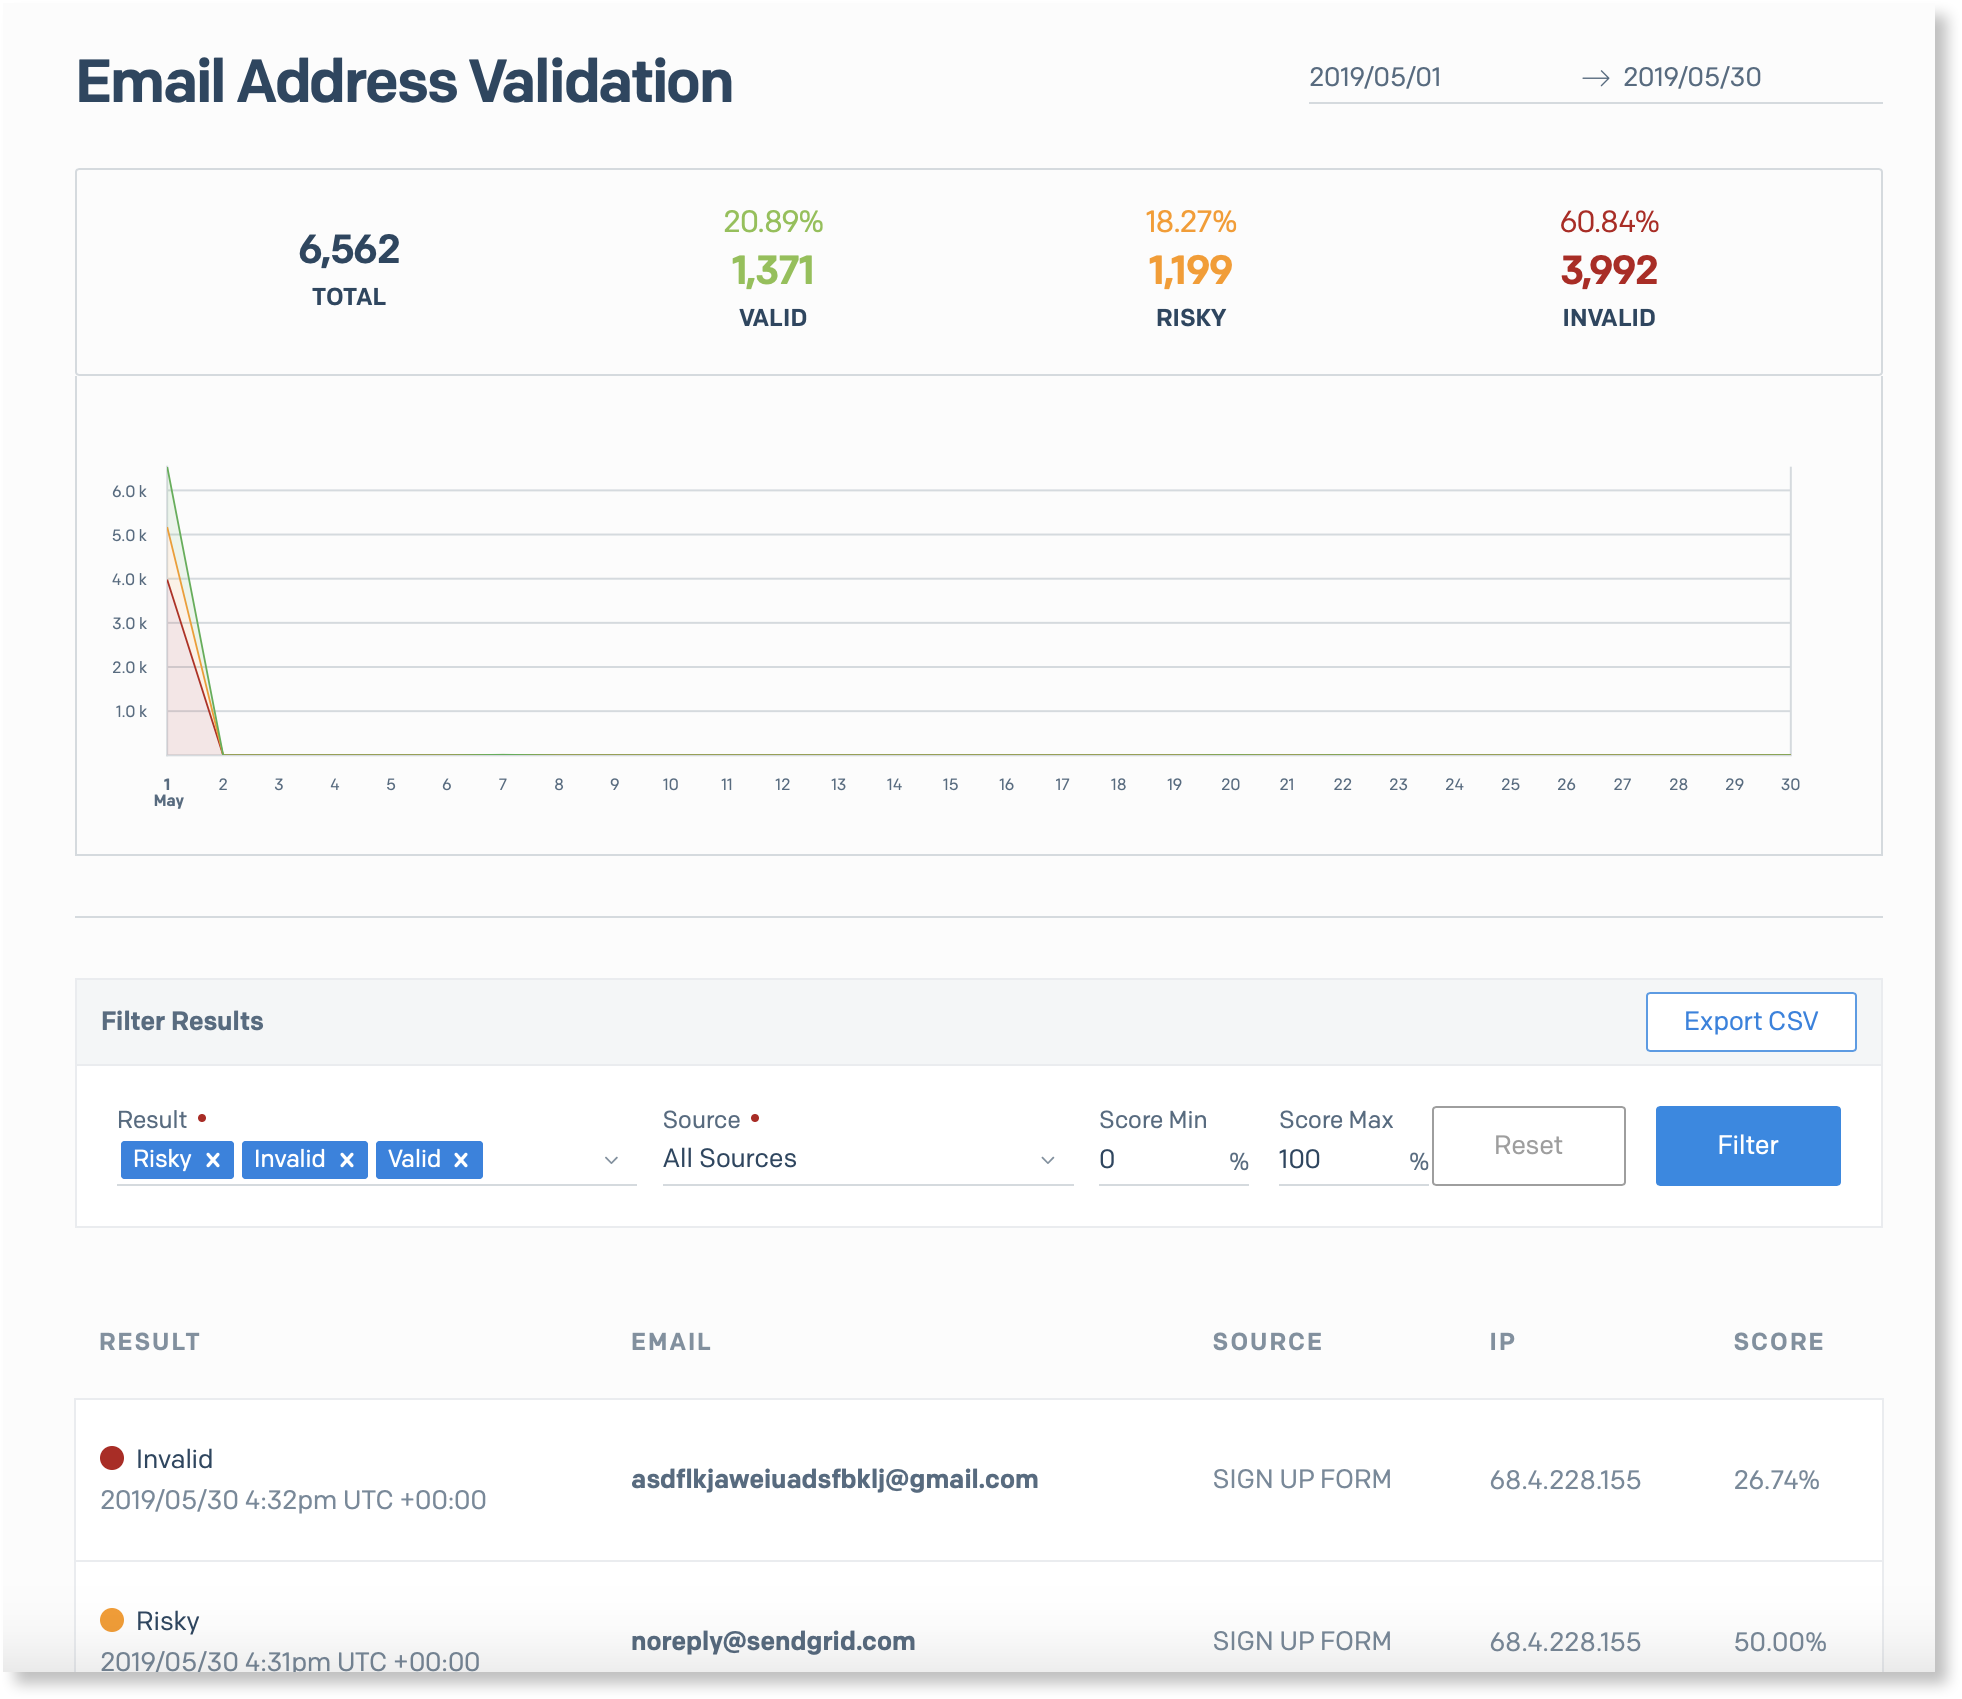 Email Address Validation
2019/05/01 → 2019/05/30
6,562
TOTAL
20.89%
1,371
VALID
18.27%
1,199
RISKY
60.84%
3,992
INVALID
6.0 k
5.0 k
4.0 k
3.0 k
2.0 k
1.0 k
1 2 3 4 5 6 7 8 9 10 11 12 13 14 15 16 17 18 19 20 21 22 23 24 25 26 27 28 29 30
May
Filter Results
Export CSV
Result
Risky × Invalid × Valid ×
Source
All Sources
Score Min
0 %
Score Max
100 %
Reset
Filter
RESULT EMAIL SOURCE IP SCORE
Invalid
2019/05/30 4:32pm UTC +00:00
asdflkjaweiuadsfbklj@gmail.com
SIGN UP FORM
68.4.228.155
26.74%
Risky
2019/05/30 4:31pm UTC +00:00
noreply@sendgrid.com
SIGN UP FORM
68.4.228.155
50.00%